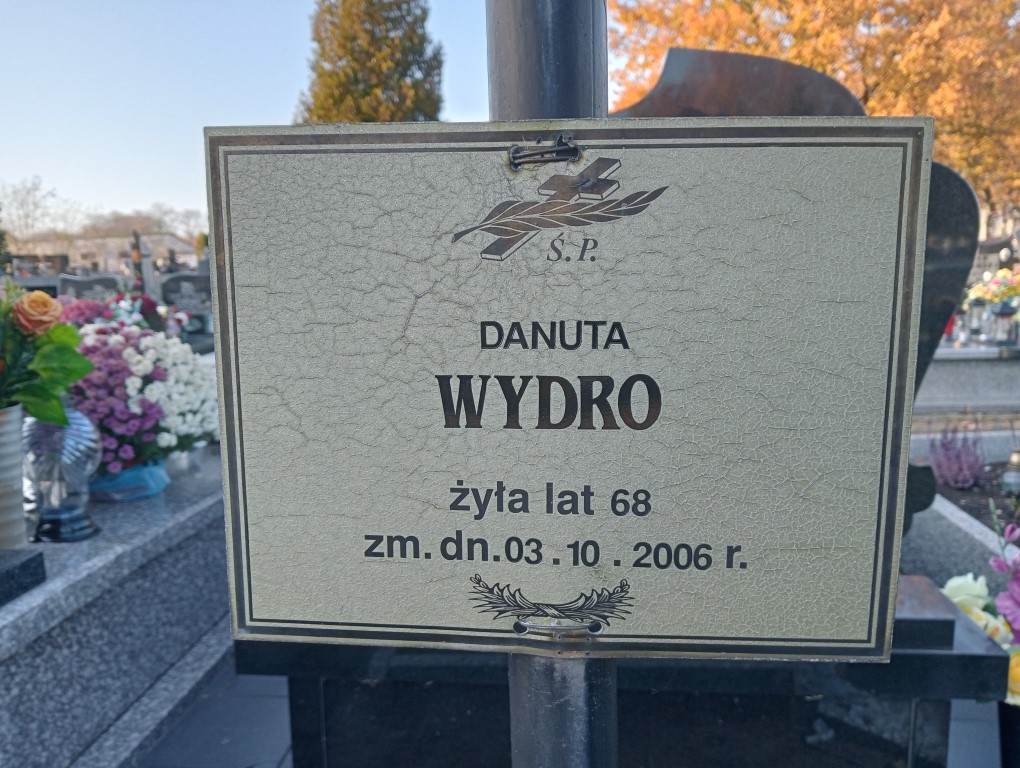 Ś.P.
DANUTA
WYDRO
żyła lat 68
zm. dn. 03.10.2006 r.